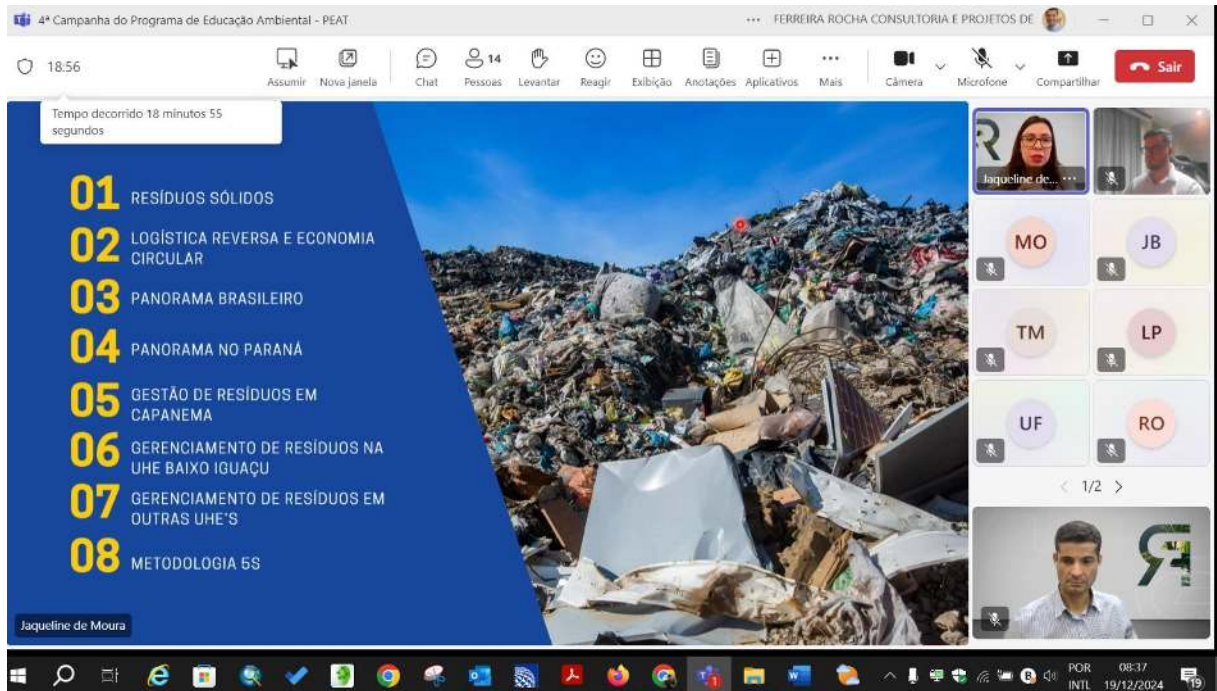 4ª Campanha do Programa de Educação Ambiental - PEAT
••• FERREIRA ROCHA CONSULTORIA E PROJETOS DE
18:56
Assumir
Nova janela
Chat
14
Pessoas
Levantar
Reagir
Exibição
Anotações
Aplicativos
Mais
Câmera
Microfone
Compartilhar
Sair
Tempo decorrido 18 minutos 55
segundos
01 RESÍDUOS SÓLIDOS
02 LOGÍSTICA REVERSA E ECONOMIA
CIRCULAR
03 PANORAMA BRASILEIRO
04 PANORAMA NO PARANÁ
05 GESTÃO DE RESÍDUOS EM
CAPANEMA
06 GERENCIAMENTO DE RESÍDUOS NA
UHE BAIXO IGUAÇU
07 GERENCIAMENTO DE RESÍDUOS EM
OUTRAS UHE'S
08 METODOLOGIA 5S
Jaqueline de Moura
R
Jaqueline de... •••
MO
JB
TM
LP
UF
RO
< 1/2 >
POR
INTL
08:37
19/12/2024
19